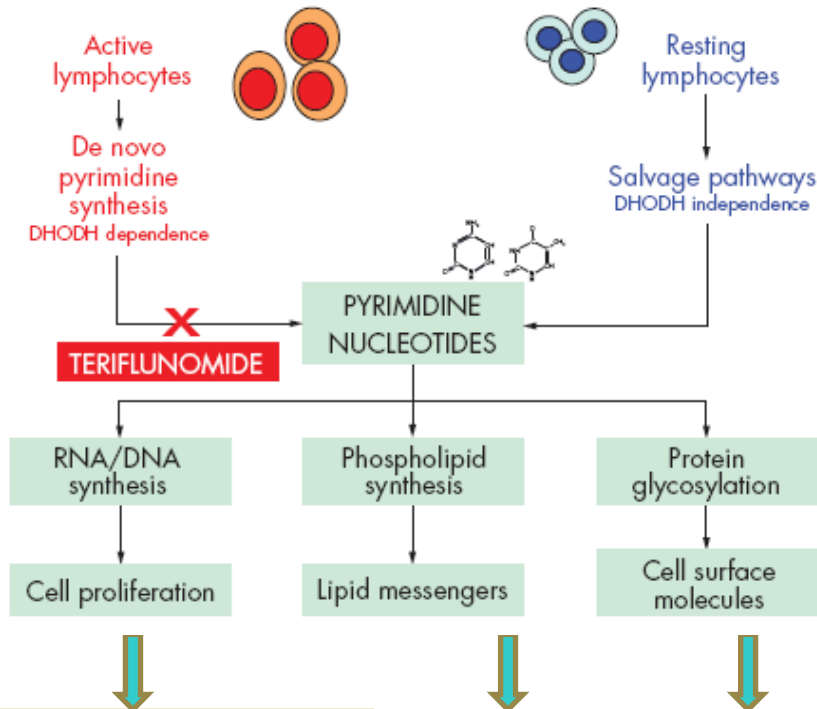 Active
lymphocytes
Resting
lymphocytes
De novo
pyrimidine
synthesis
DHODH dependence
Salvage pathways
DHODH independence
PYRIMIDINE
NUCLEOTIDES
X
TERIFLUNOMIDE
RNA/DNA
synthesis
Phospholipid
synthesis
Protein
glycosylation
Cell proliferation
Lipid messengers
Cell surface
molecules